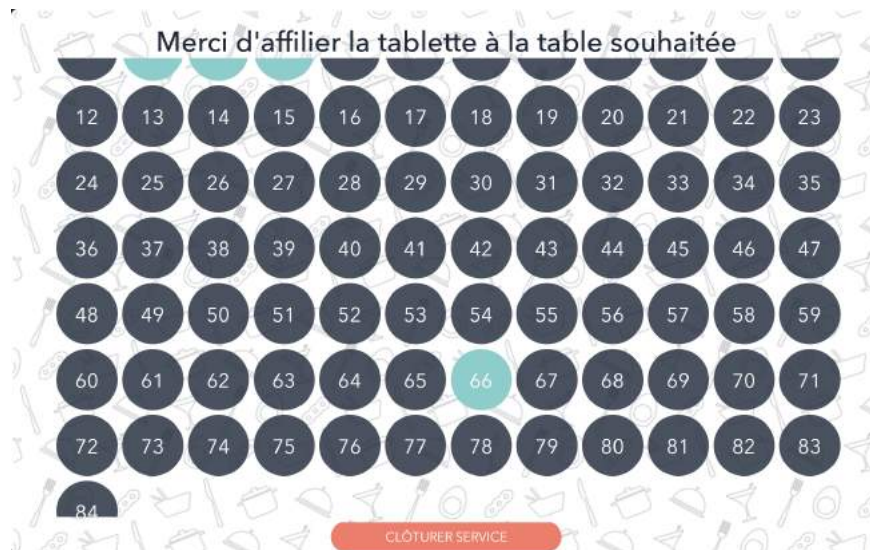 Merci d'affilier la tablette à la table souhaitée
12 13 14 15 16 17 18 19 20 21 22 23
24 25 26 27 28 29 30 31 32 33 34 35
36 37 38 39 40 41 42 43 44 45 46 47
48 49 50 51 52 53 54 55 56 57 58 59
60 61 62 63 64 65 66 67 68 69 70 71
72 73 74 75 76 77 78 79 80 81 82 83
84
CLÔTURER SERVICE